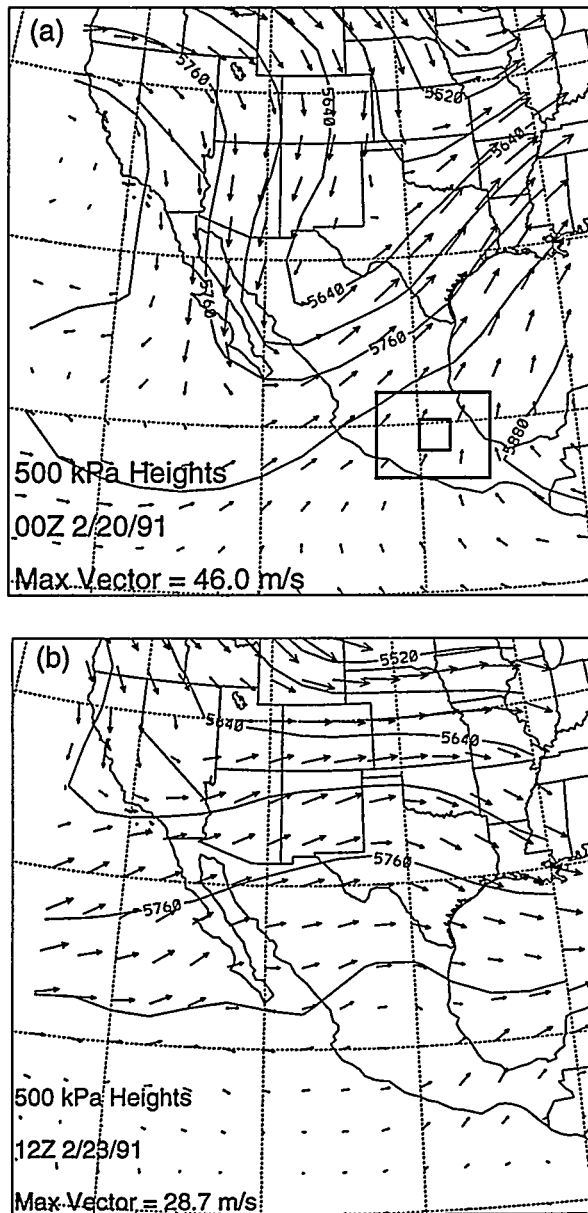 (a)
5760
5640
5520
5640
5760
5640
5760
5880
500 kPa Heights
00Z 2/20/91
Max Vector = 46.0 m/s
(b)
5520
5640
5640
5760
5760
500 kPa Heights
12Z 2/23/91
Max Vector = 28.7 m/s